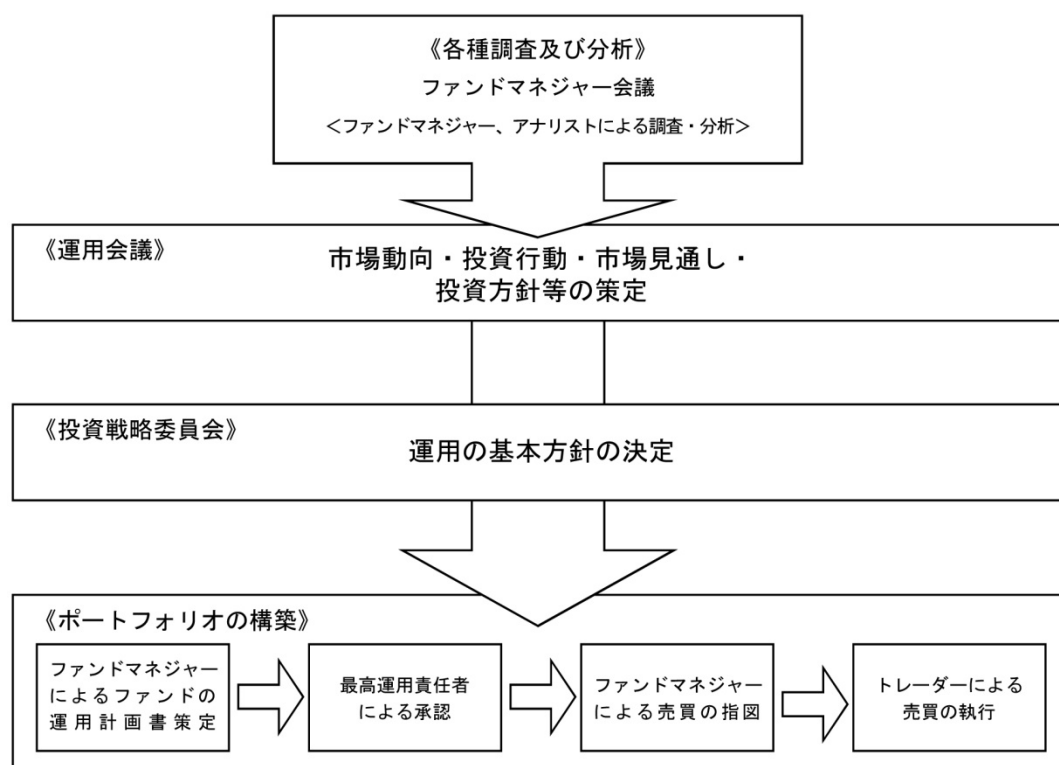 《各種調査及び分析》
ファンドマネジャー会議
＜ファンドマネジャー、アナリストによる調査・分析＞
《運用会議》
市場動向・投資行動・市場見通し・
投資方針等の策定
《投資戦略委員会》
運用の基本方針の決定
《ポートフォリオの構築》
ファンドマネジャー
によるファンドの
運用計画書策定
最高運用責任者
による承認
ファンドマネジャー
による売買の指図
トレーダーによる
売買の執行